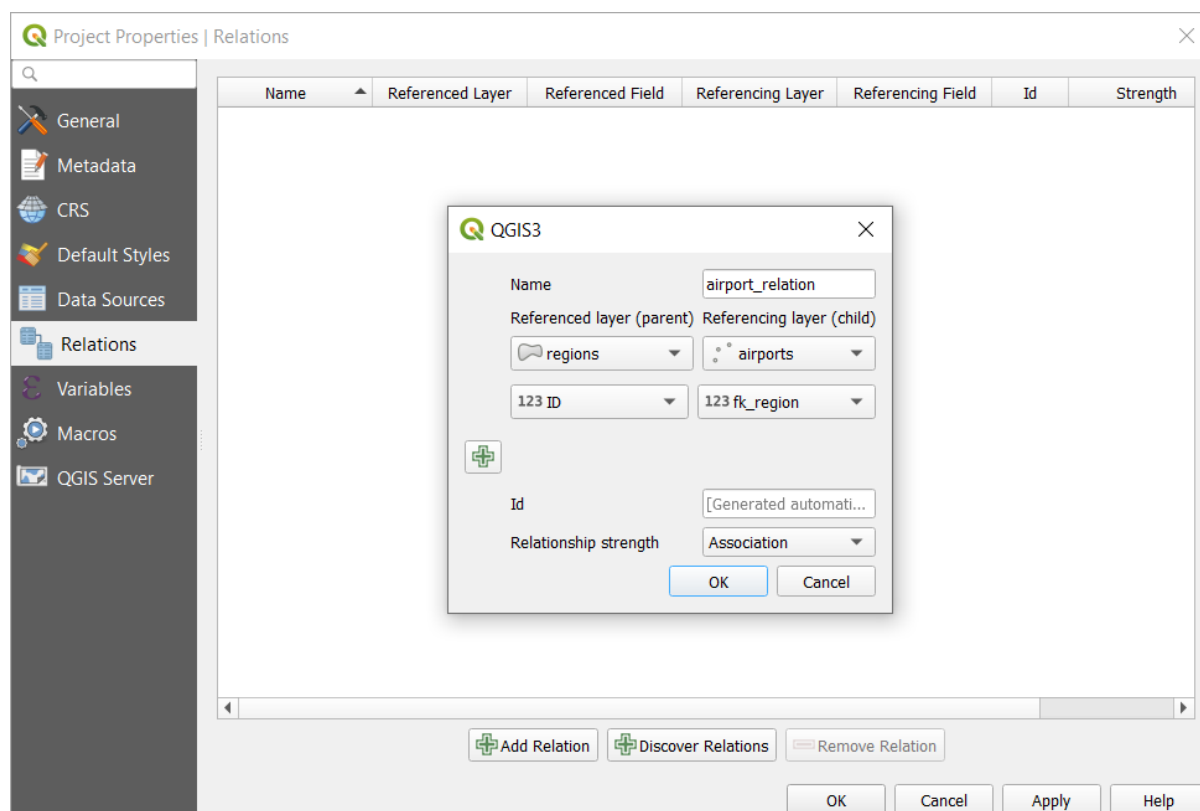 Project Properties | Relations
Name Referenced Layer Referenced Field Referencing Layer Referencing Field Id Strength
General
Metadata
CRS
Default Styles
Data Sources
Relations
Variables
Macros
QGIS Server
QGIS3
Name airport_relation
Referenced layer (parent) Referencing layer (child)
regions airports
123 ID 123 fk_region
Id [Generated automati...
Relationship strength Association
OK Cancel
Add Relation Discover Relations Remove Relation
OK Cancel Apply Help